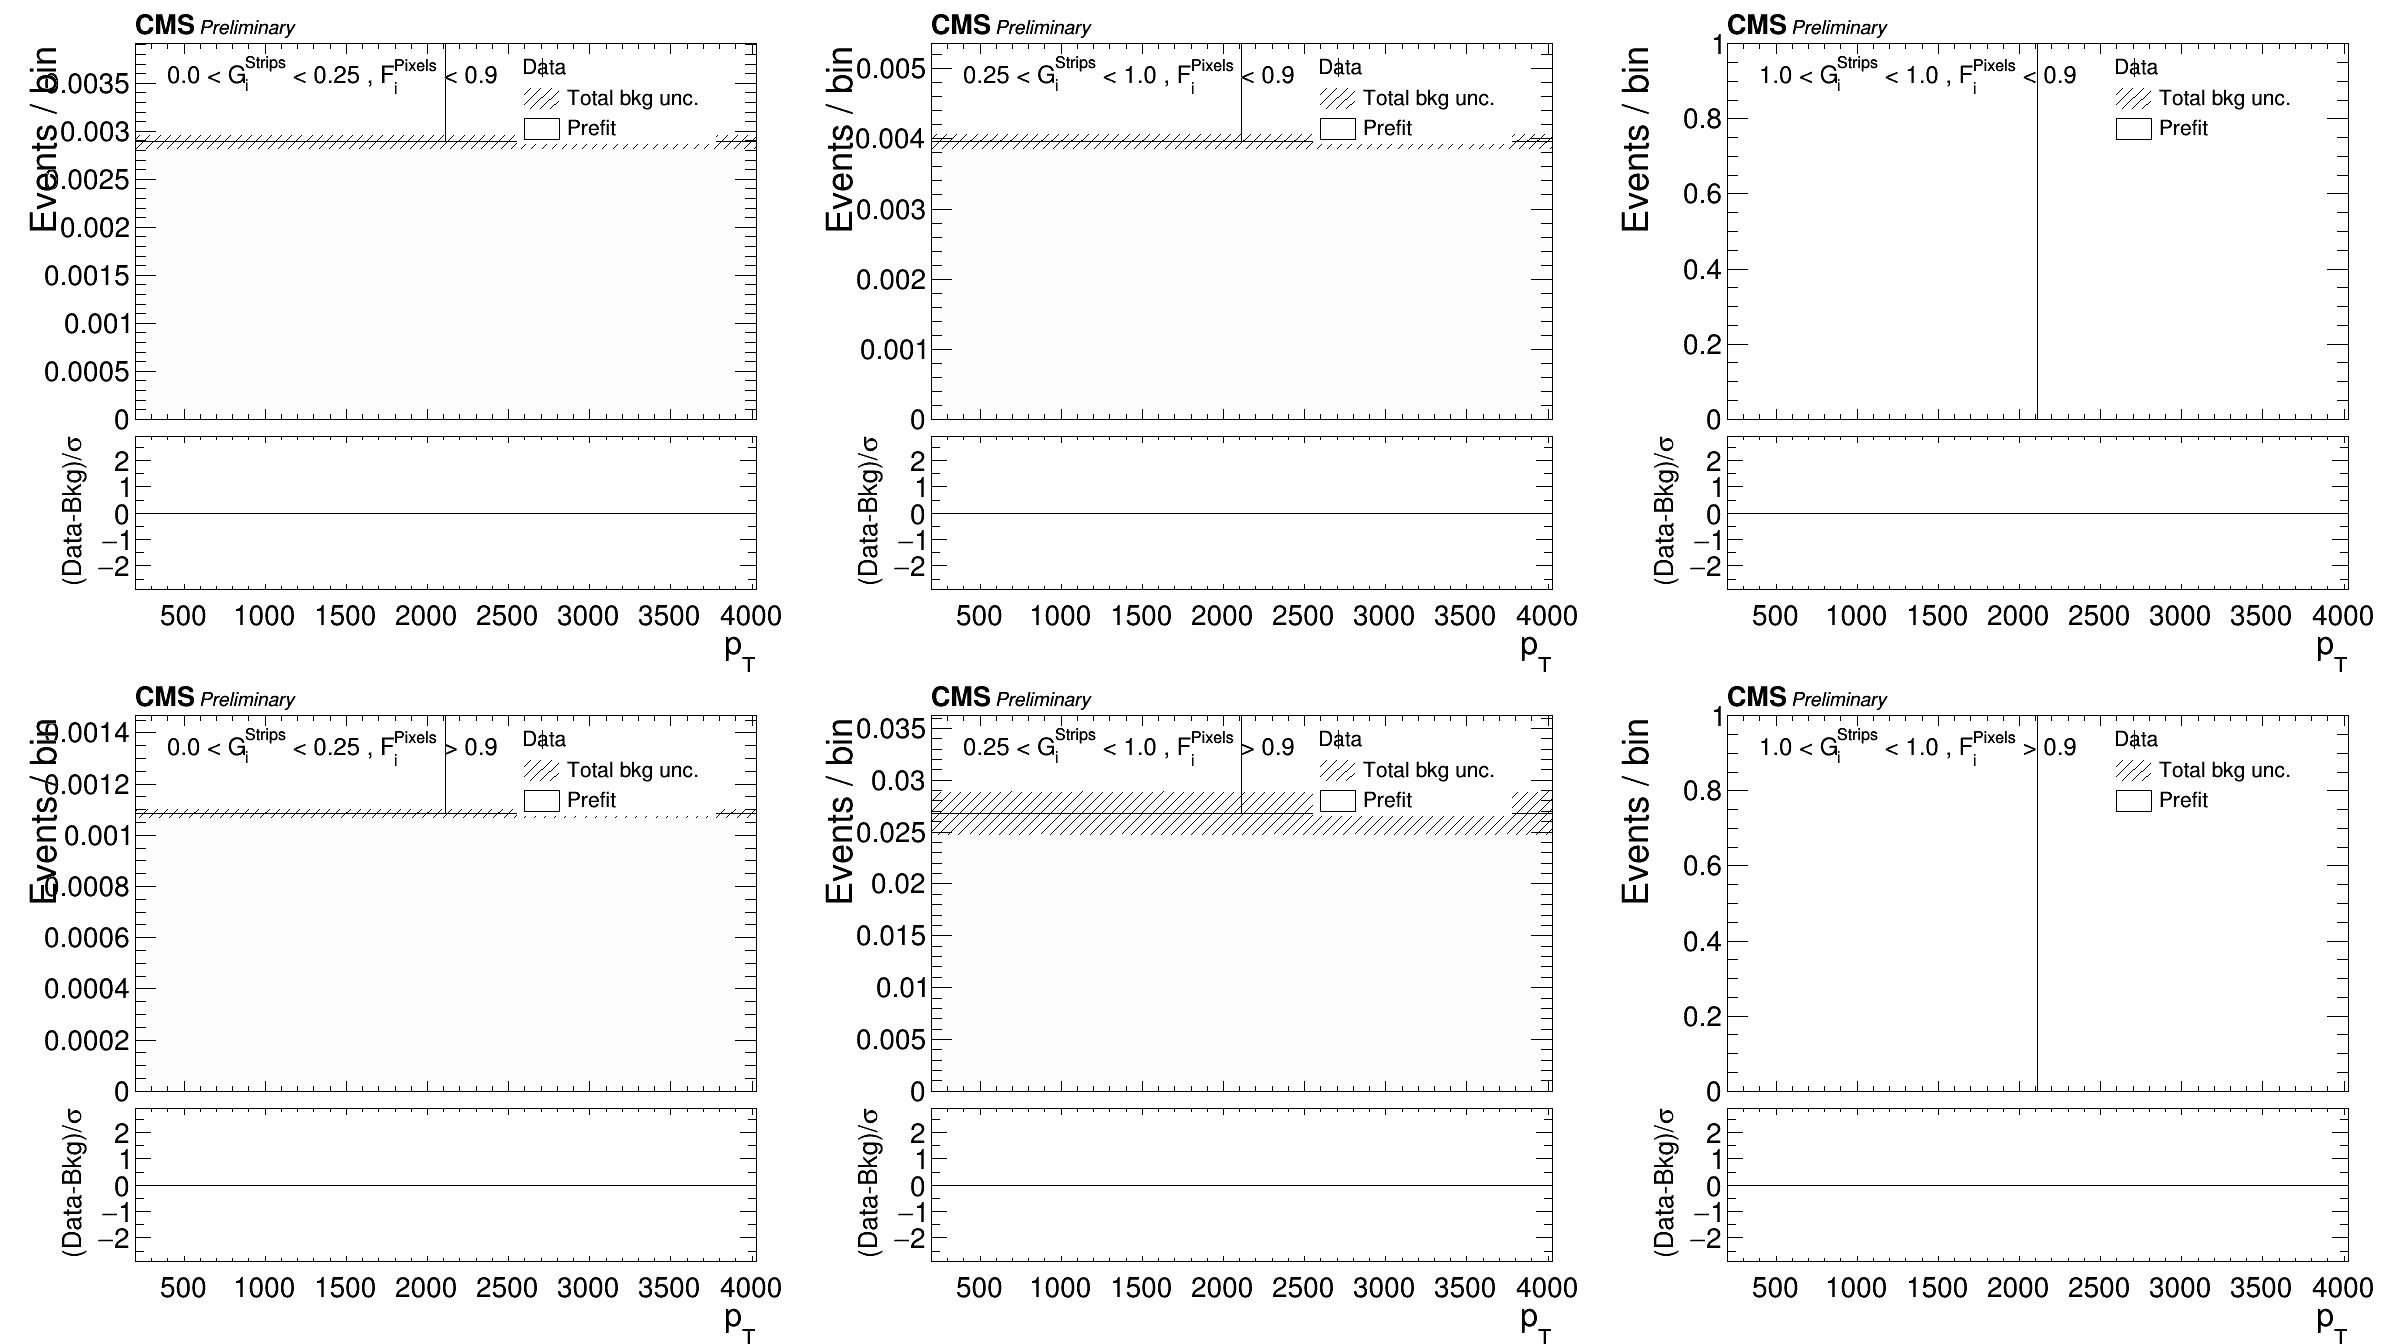 CMS Preliminary
Events / bin
0.0 < G_i^Strips < 0.25 , F_i^Pixels < 0.9
Data
Total bkg unc.
Prefit
0.0035
0.003
0.0025
0.002
0.0015
0.001
0.0005
0
(Data-Bkg)/σ
2
1
0
−1
−2
500 1000 1500 2000 2500 3000 3500 4000
p_T
CMS Preliminary
Events / bin
0.25 < G_i^Strips < 1.0 , F_i^Pixels < 0.9
Data
Total bkg unc.
Prefit
0.005
0.004
0.003
0.002
0.001
0
(Data-Bkg)/σ
2
1
0
−1
−2
500 1000 1500 2000 2500 3000 3500 4000
p_T
CMS Preliminary
Events / bin
1.0 < G_i^Strips < 1.0 , F_i^Pixels < 0.9
Data
Total bkg unc.
Prefit
1
0.8
0.6
0.4
0.2
0
(Data-Bkg)/σ
2
1
0
−1
−2
500 1000 1500 2000 2500 3000 3500 4000
p_T
CMS Preliminary
Events / bin
0.0 < G_i^Strips < 0.25 , F_i^Pixels > 0.9
Data
Total bkg unc.
Prefit
0.0014
0.0012
0.001
0.0008
0.0006
0.0004
0.0002
0
(Data-Bkg)/σ
2
1
0
−1
−2
500 1000 1500 2000 2500 3000 3500 4000
p_T
CMS Preliminary
Events / bin
0.25 < G_i^Strips < 1.0 , F_i^Pixels > 0.9
Data
Total bkg unc.
Prefit
0.035
0.03
0.025
0.02
0.015
0.01
0.005
0
(Data-Bkg)/σ
2
1
0
−1
−2
500 1000 1500 2000 2500 3000 3500 4000
p_T
CMS Preliminary
Events / bin
1.0 < G_i^Strips < 1.0 , F_i^Pixels > 0.9
Data
Total bkg unc.
Prefit
1
0.8
0.6
0.4
0.2
0
(Data-Bkg)/σ
2
1
0
−1
−2
500 1000 1500 2000 2500 3000 3500 4000
p_T